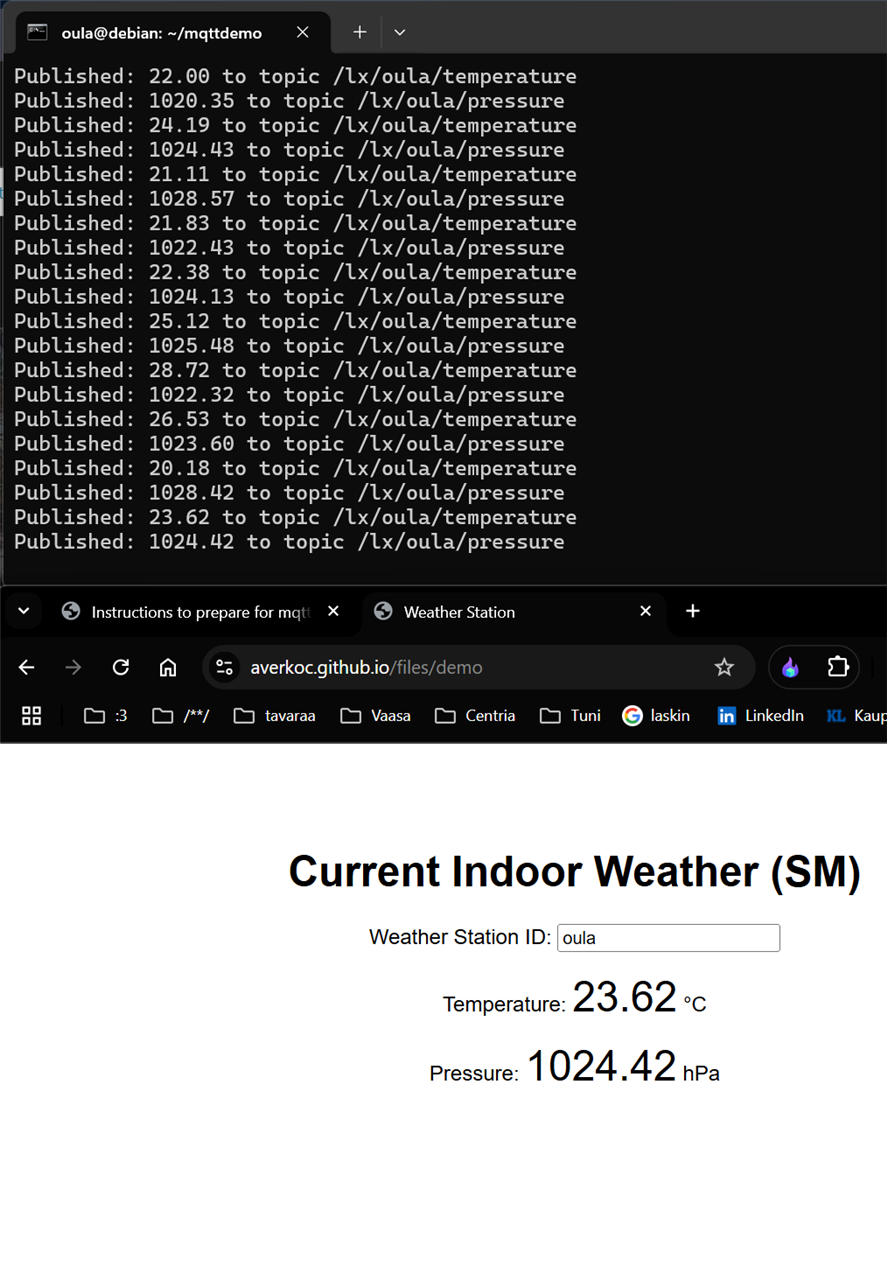 oula@debian: ~/mqttdemo
Published: 22.00 to topic /lx/oula/temperature
Published: 1020.35 to topic /lx/oula/pressure
Published: 24.19 to topic /lx/oula/temperature
Published: 1024.43 to topic /lx/oula/pressure
Published: 21.11 to topic /lx/oula/temperature
Published: 1028.57 to topic /lx/oula/pressure
Published: 21.83 to topic /lx/oula/temperature
Published: 1022.43 to topic /lx/oula/pressure
Published: 22.38 to topic /lx/oula/temperature
Published: 1024.13 to topic /lx/oula/pressure
Published: 25.12 to topic /lx/oula/temperature
Published: 1025.48 to topic /lx/oula/pressure
Published: 28.72 to topic /lx/oula/temperature
Published: 1022.32 to topic /lx/oula/pressure
Published: 26.53 to topic /lx/oula/temperature
Published: 1023.60 to topic /lx/oula/pressure
Published: 20.18 to topic /lx/oula/temperature
Published: 1028.42 to topic /lx/oula/pressure
Published: 23.62 to topic /lx/oula/temperature
Published: 1024.42 to topic /lx/oula/pressure
Instructions to prepare for mqtt Weather Station
averkoc.github.io/files/demo
:3 /**/ tavaraa Vaasa Centria Tuni laskin LinkedIn KL Kaup
Current Indoor Weather (SM)
Weather Station ID: oula
Temperature: 23.62 °C
Pressure: 1024.42 hPa